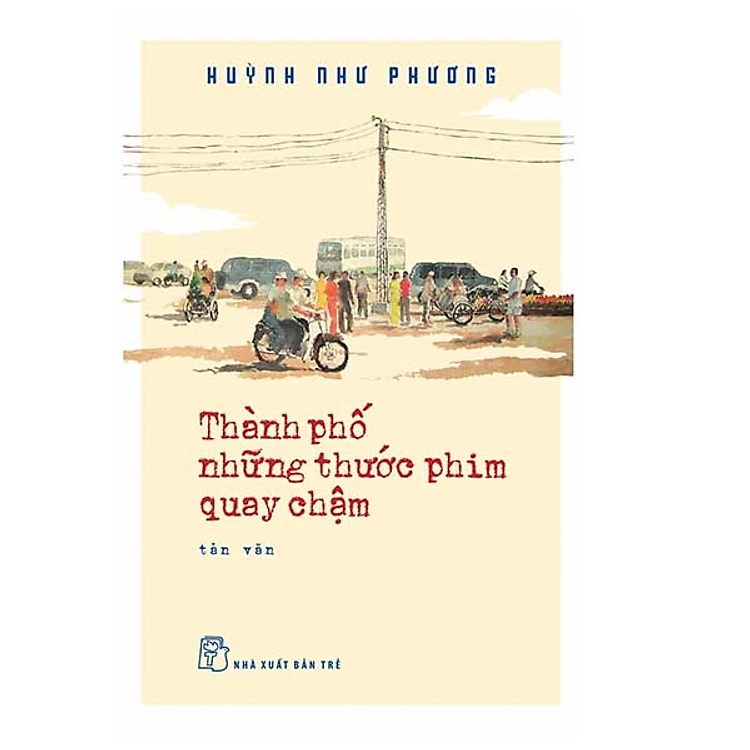 HUỲNH NHƯ PHƯƠNG
Thành phố
những thước phim
quay chậm
tản văn
NHÀ XUẤT BẢN TRẺ